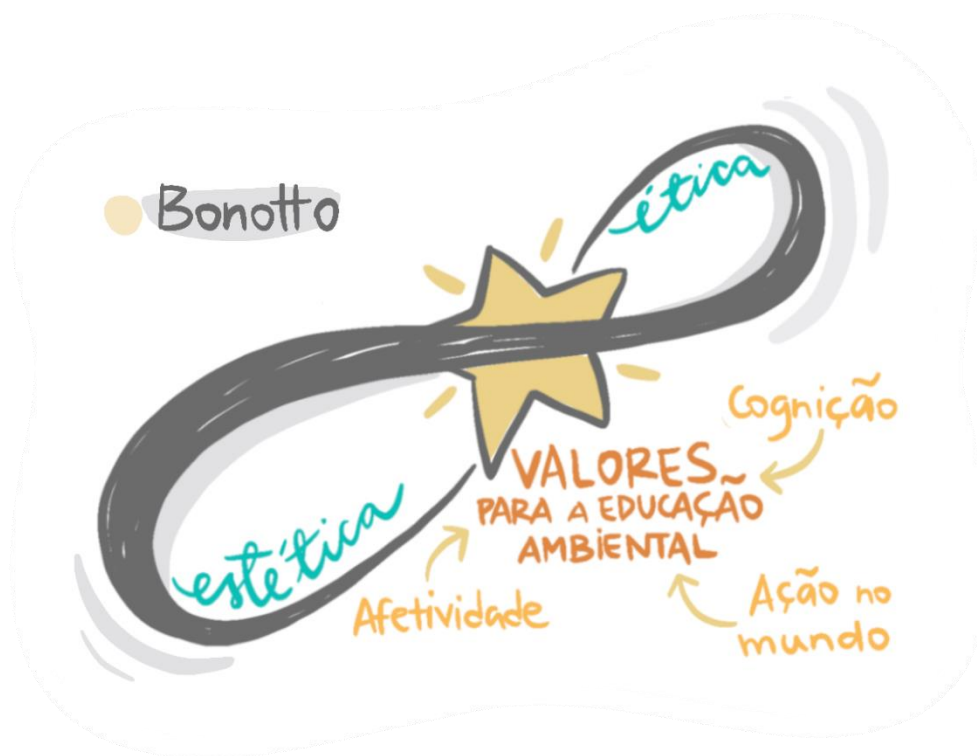 Bonotto
ética
estética
VALORES
PARA A EDUCAÇÃO
AMBIENTAL
Cognição
Afetividade
Ação no
mundo